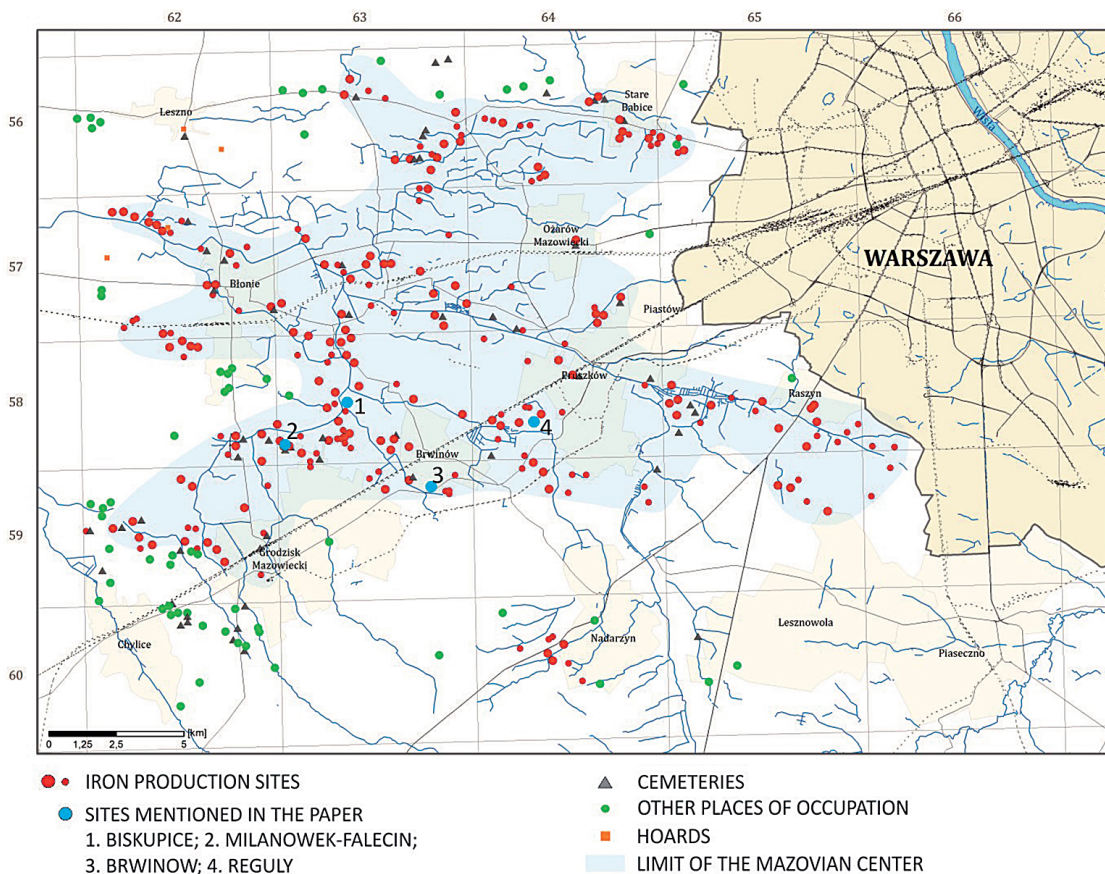 62 63 64 65 66
56
57
58
59
60
Leszno
Stare
Babice
Wisła
Ożarów
Mazowiecki
WARSZAWA
Błonie
Piastów
Pruszków
Raszyn
1
2
3
4
Brwinów
Grodzisk
Mazowiecki
Chylice
Nadarzyn
Lesznowola
Piaseczno
0 1,25 2,5 5 [km]
IRON PRODUCTION SITES
SITES MENTIONED IN THE PAPER
1. BISKUPICE; 2. MILANOWEK-FALECIN;
3. BRWINOW; 4. REGULY
CEMETERIES
OTHER PLACES OF OCCUPATION
HOARDS
LIMIT OF THE MAZOVIAN CENTER